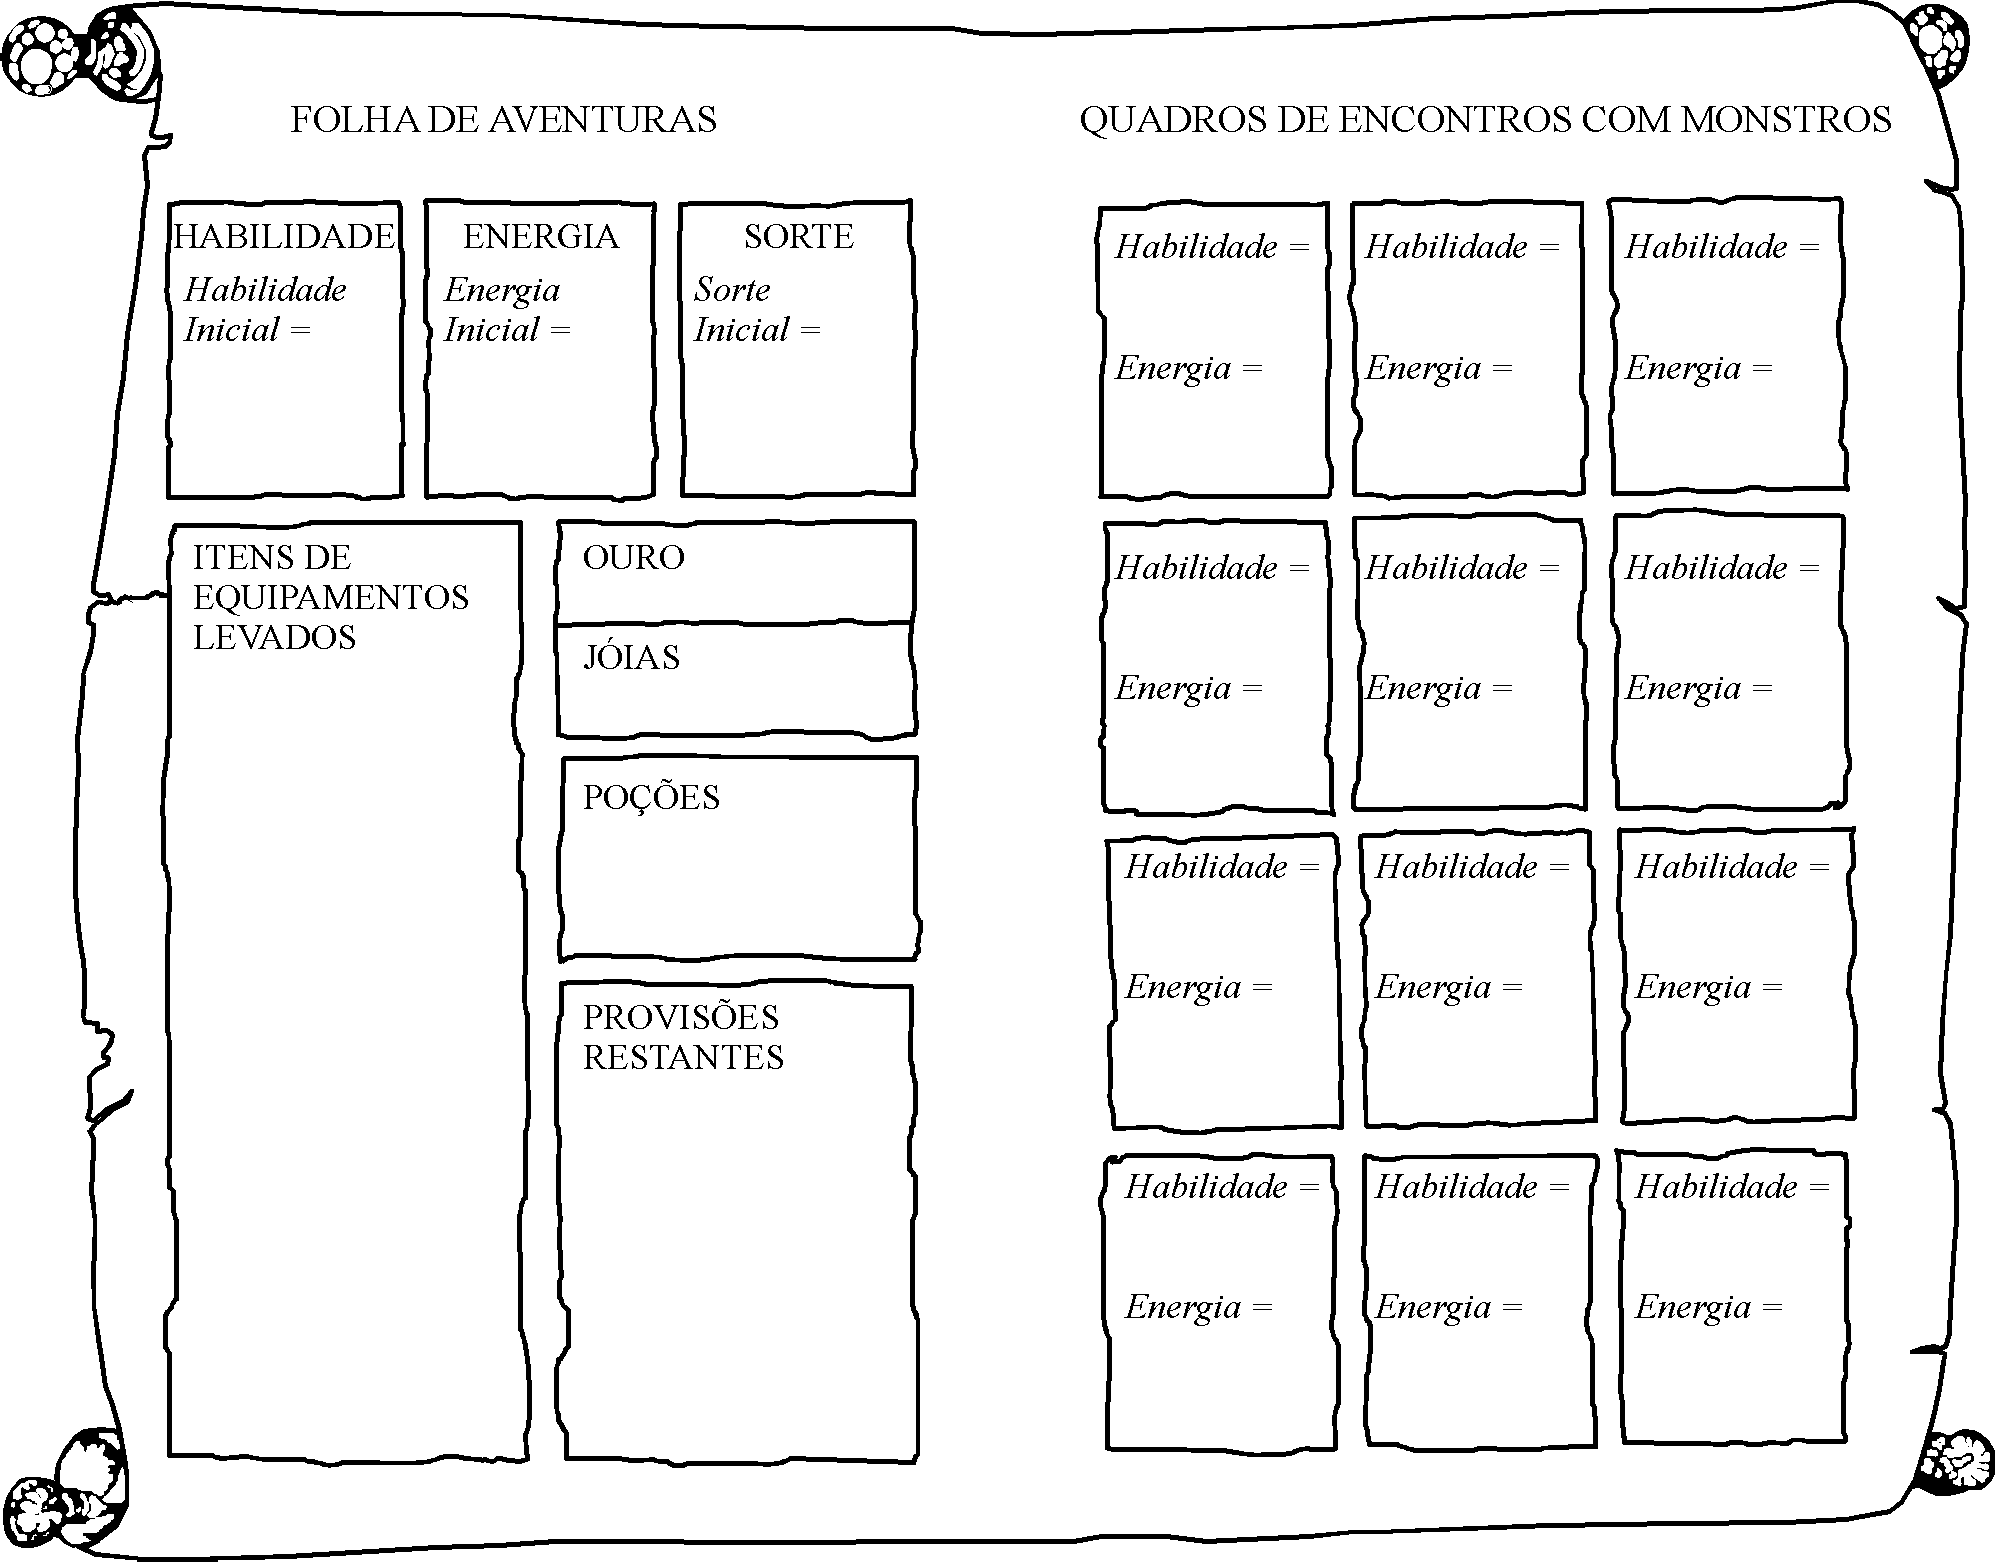 FOLHA DE AVENTURAS
HABILIDADE
Habilidade
Inicial =
ENERGIA
Energia
Inicial =
SORTE
Sorte
Inicial =
ITENS DE
EQUIPAMENTOS
LEVADOS
OURO
JÓIAS
POÇÕES
PROVISÕES
RESTANTES
QUADROS DE ENCONTROS COM MONSTROS
Habilidade =
Energia =
Habilidade =
Energia =
Habilidade =
Energia =
Habilidade =
Energia =
Habilidade =
Energia =
Habilidade =
Energia =
Habilidade =
Energia =
Habilidade =
Energia =
Habilidade =
Energia =
Habilidade =
Energia =
Habilidade =
Energia =
Habilidade =
Energia =